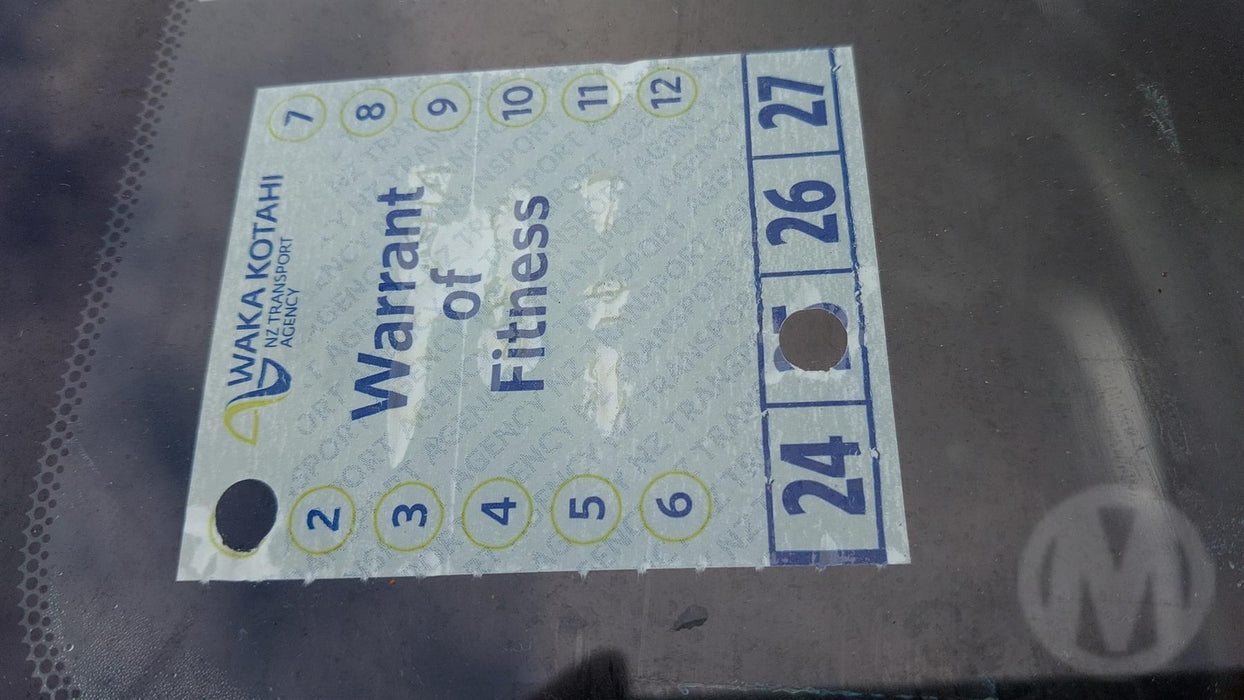 WAKA KOTAHI
NZ TRANSPORT
AGENCY
7
2
8
3
Warrant
of
Fitness
9
4
10
5
11
6
12
24
26
27
M